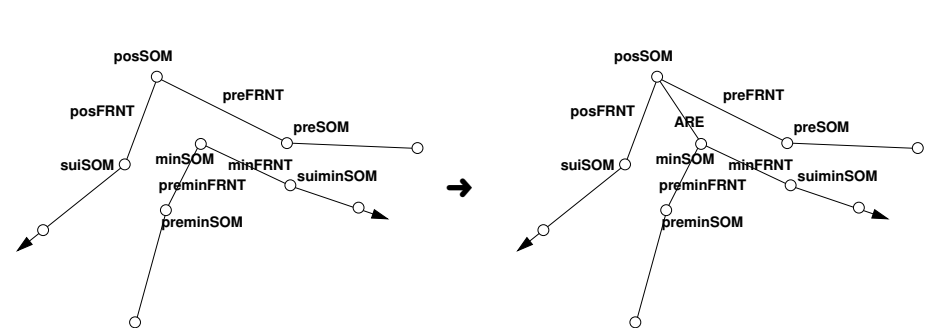 posSOM
preFRNT
posFRNT
preSOM
minSOM
minFRNT
suiSOM
suiminSOM
preminFRNT
preminSOM
posSOM
preFRNT
posFRNT
ARE
preSOM
minSOM
minFRNT
suiSOM
suiminSOM
preminFRNT
preminSOM